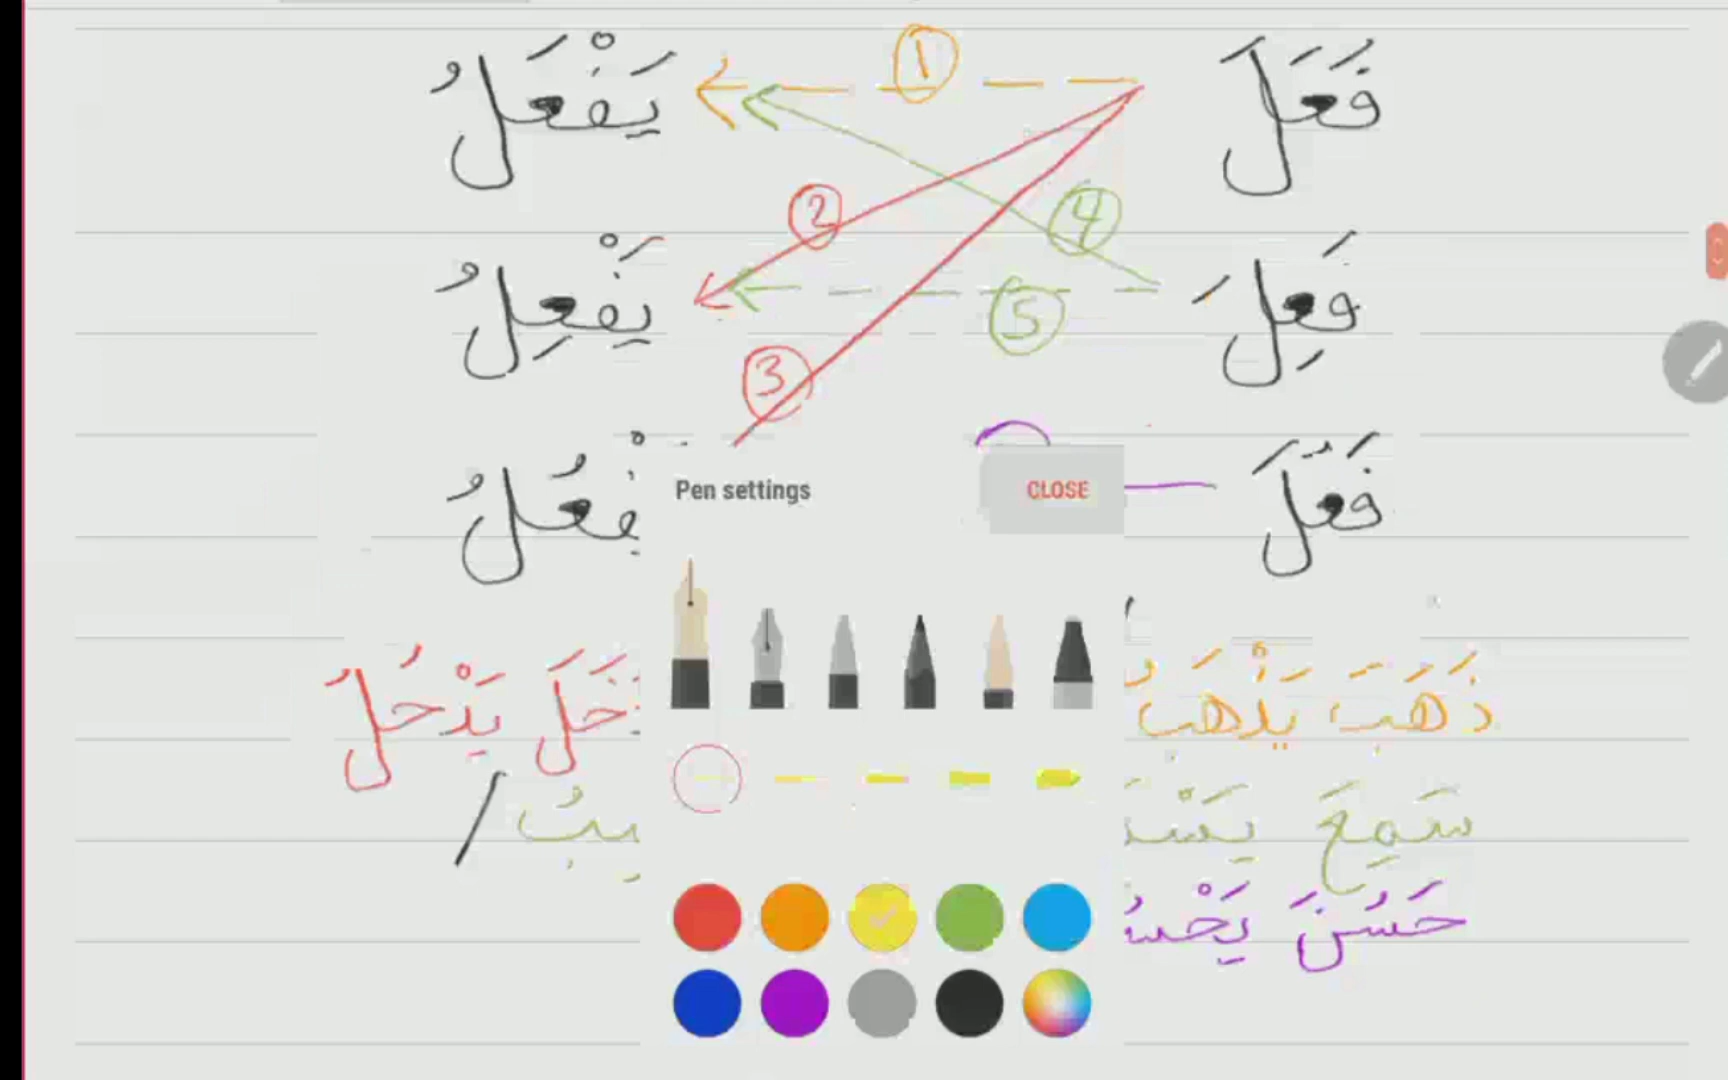 فَعَلَ ① يَفْعَلُ
② ④
فَعِلَ ⑤ يَفْعِلُ
③
فَعُلَ
Pen settings CLOSE
ذَهَبَ يَذْهَبُ يَدْخُلُ
سَمِعَ
حَسُنَ